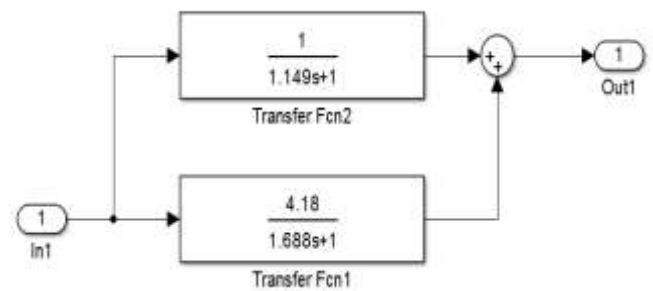 1
1.149s+1
Transfer Fcn2
+
+
1
Out1
1
In1
4.18
1.688s+1
Transfer Fcn1